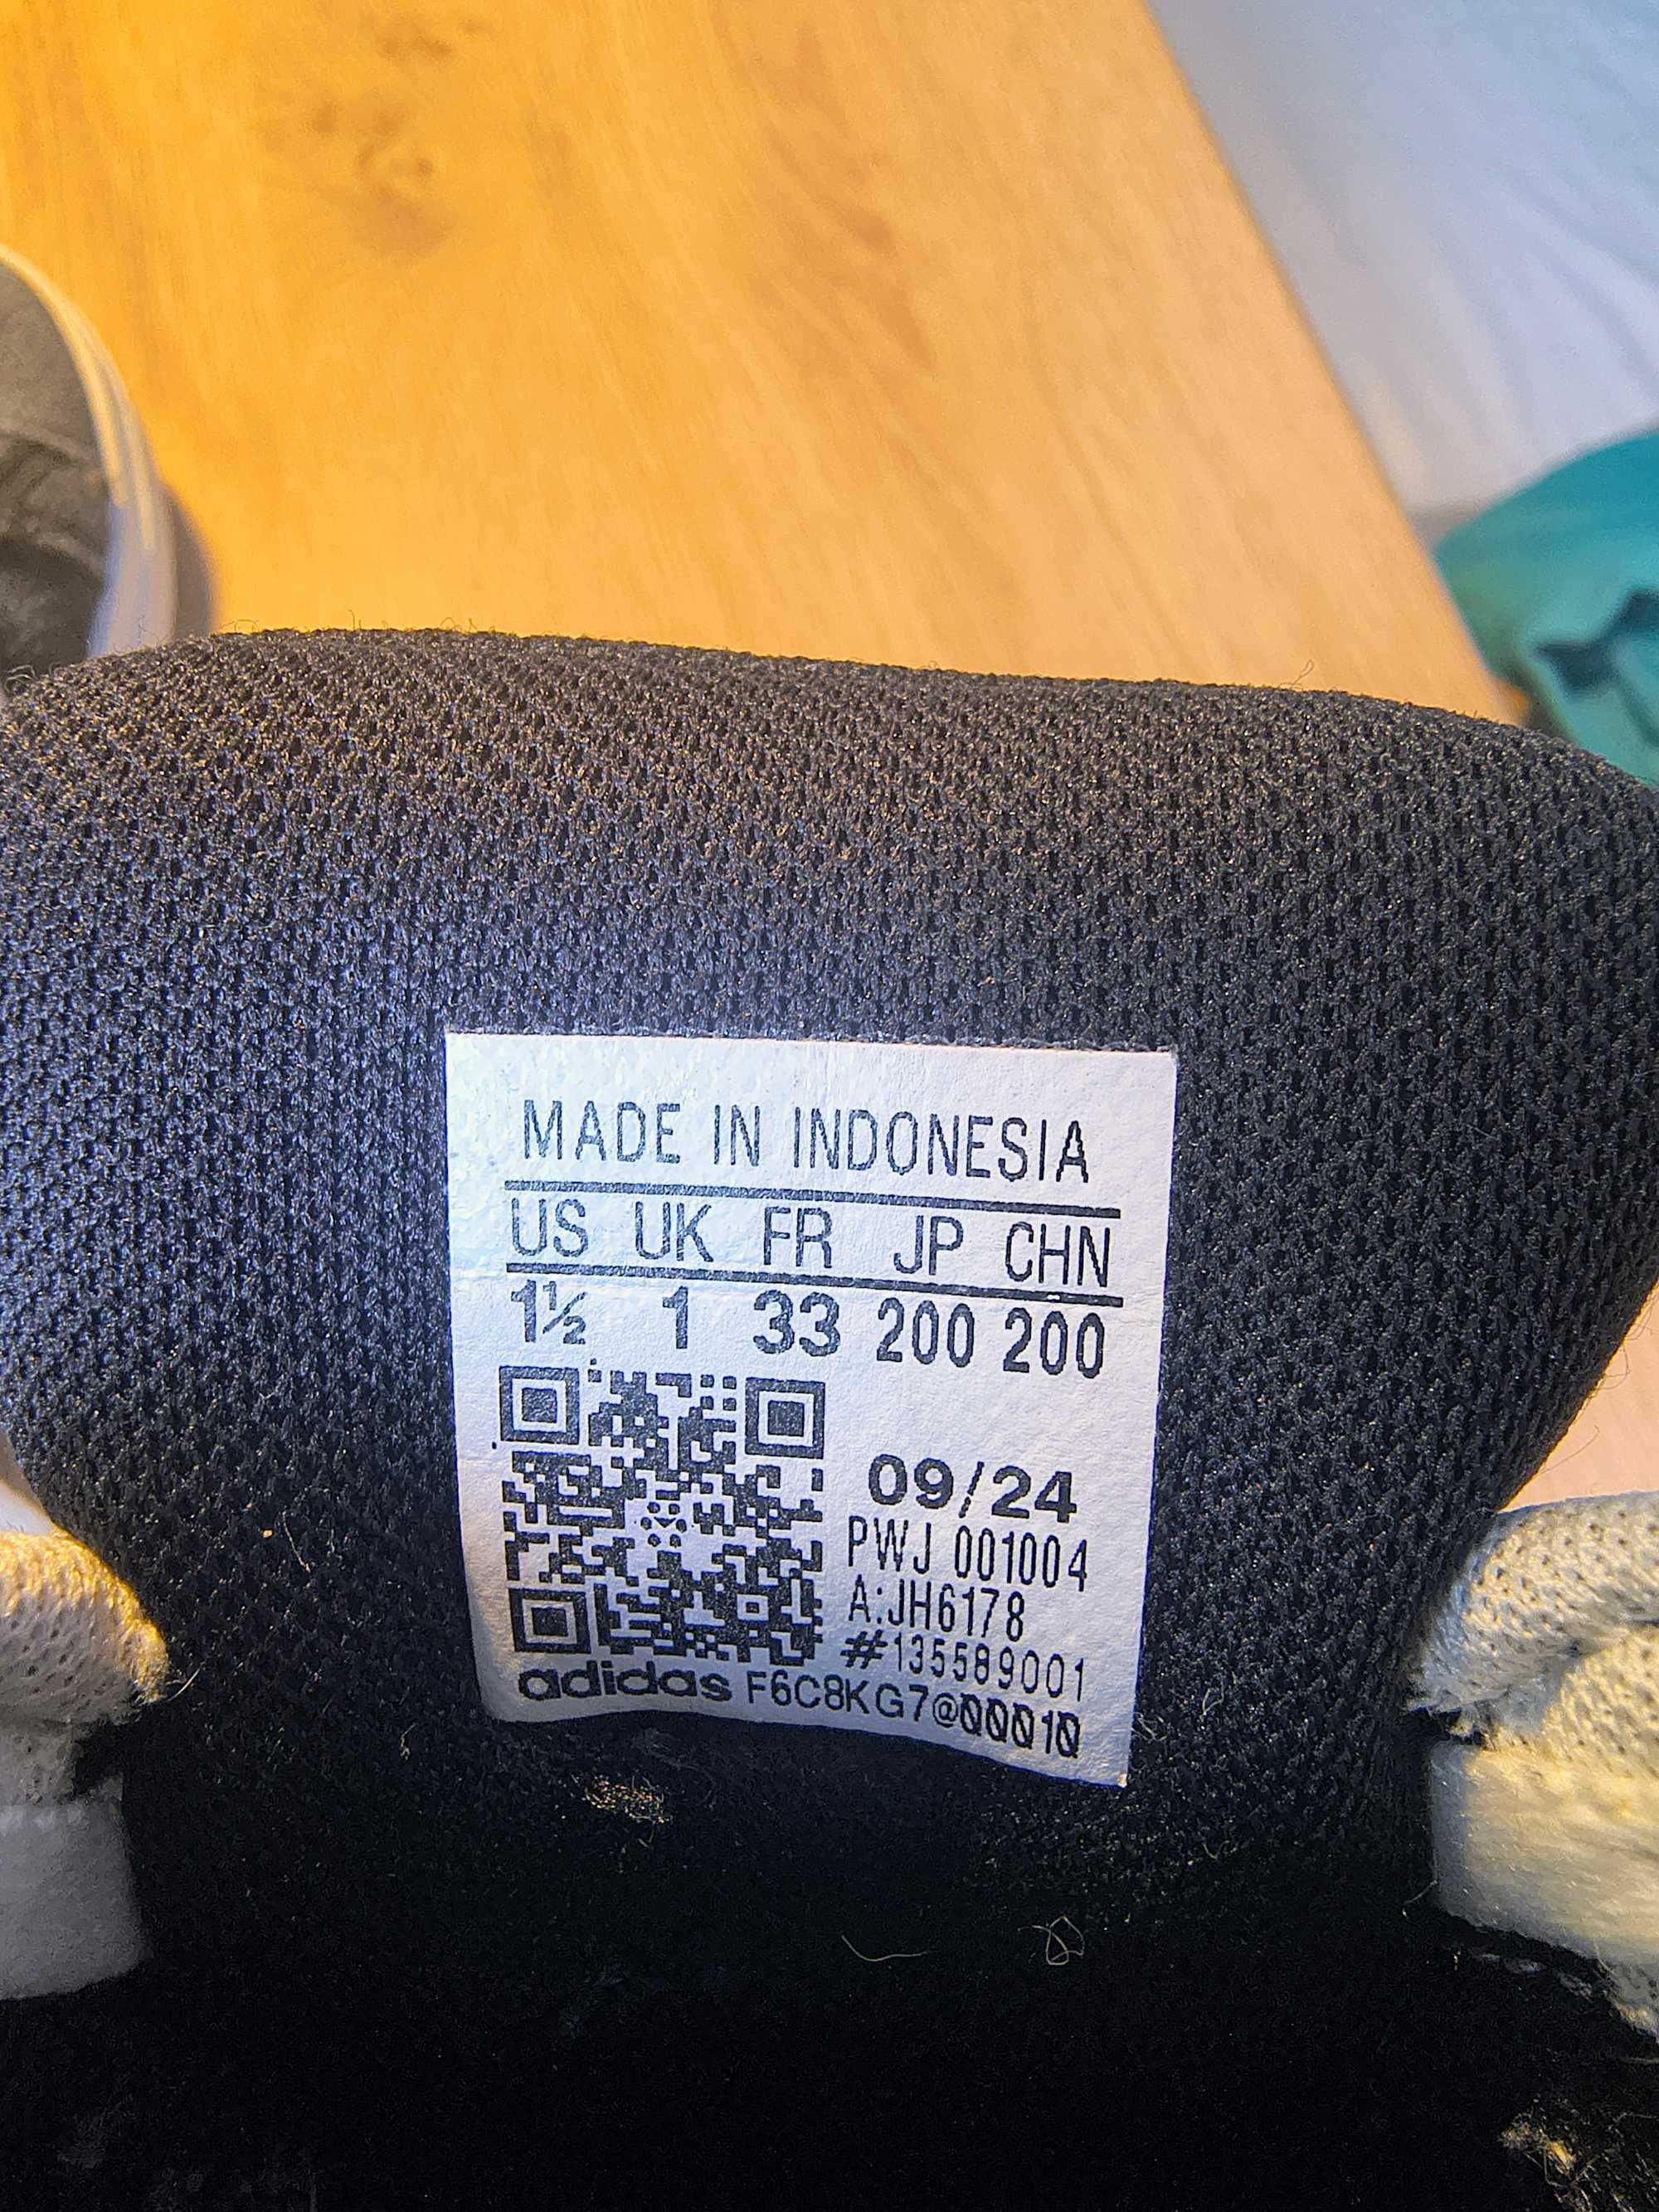 MADE IN INDONESIA
US UK FR JP CHN
1½ 1 33 200 200
09/24
PWJ 001004
A:JH6178
#135589001
adidas F6C8KG7@00010